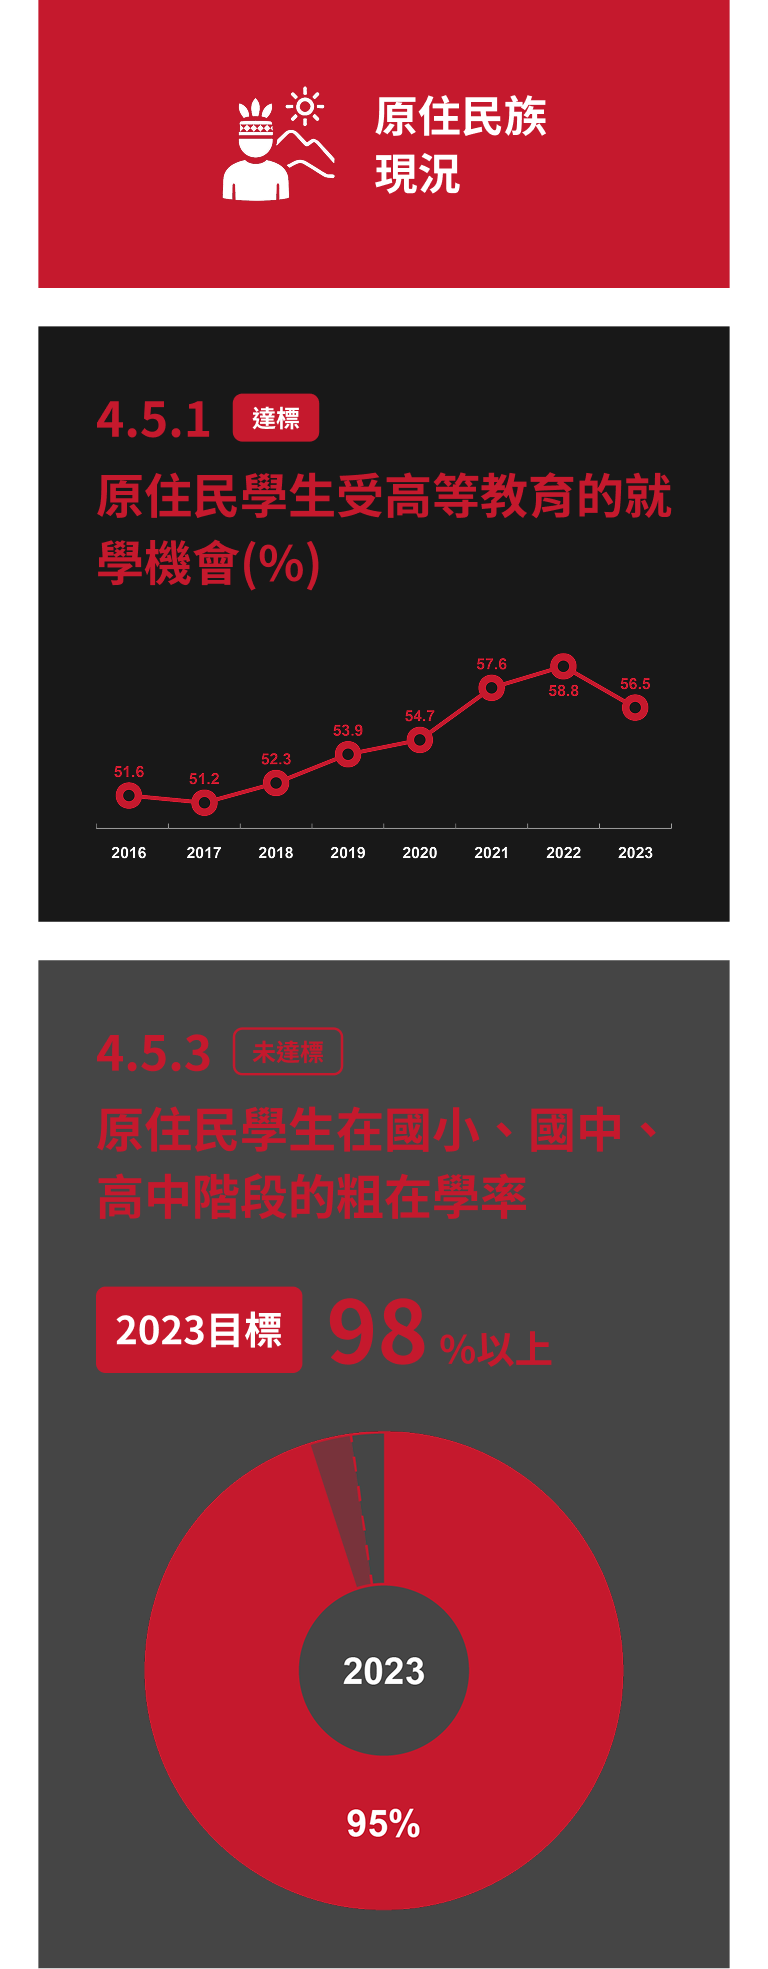 原住民族
現況
4.5.1 達標
原住民學生受高等教育的就
學機會(%)
51.6 51.2 52.3 53.9 54.7 57.6 58.8 56.5
2016 2017 2018 2019 2020 2021 2022 2023
4.5.3 未達標
原住民學生在國小、國中、
高中階段的粗在學率
2023目標 98 %以上
2023
95%